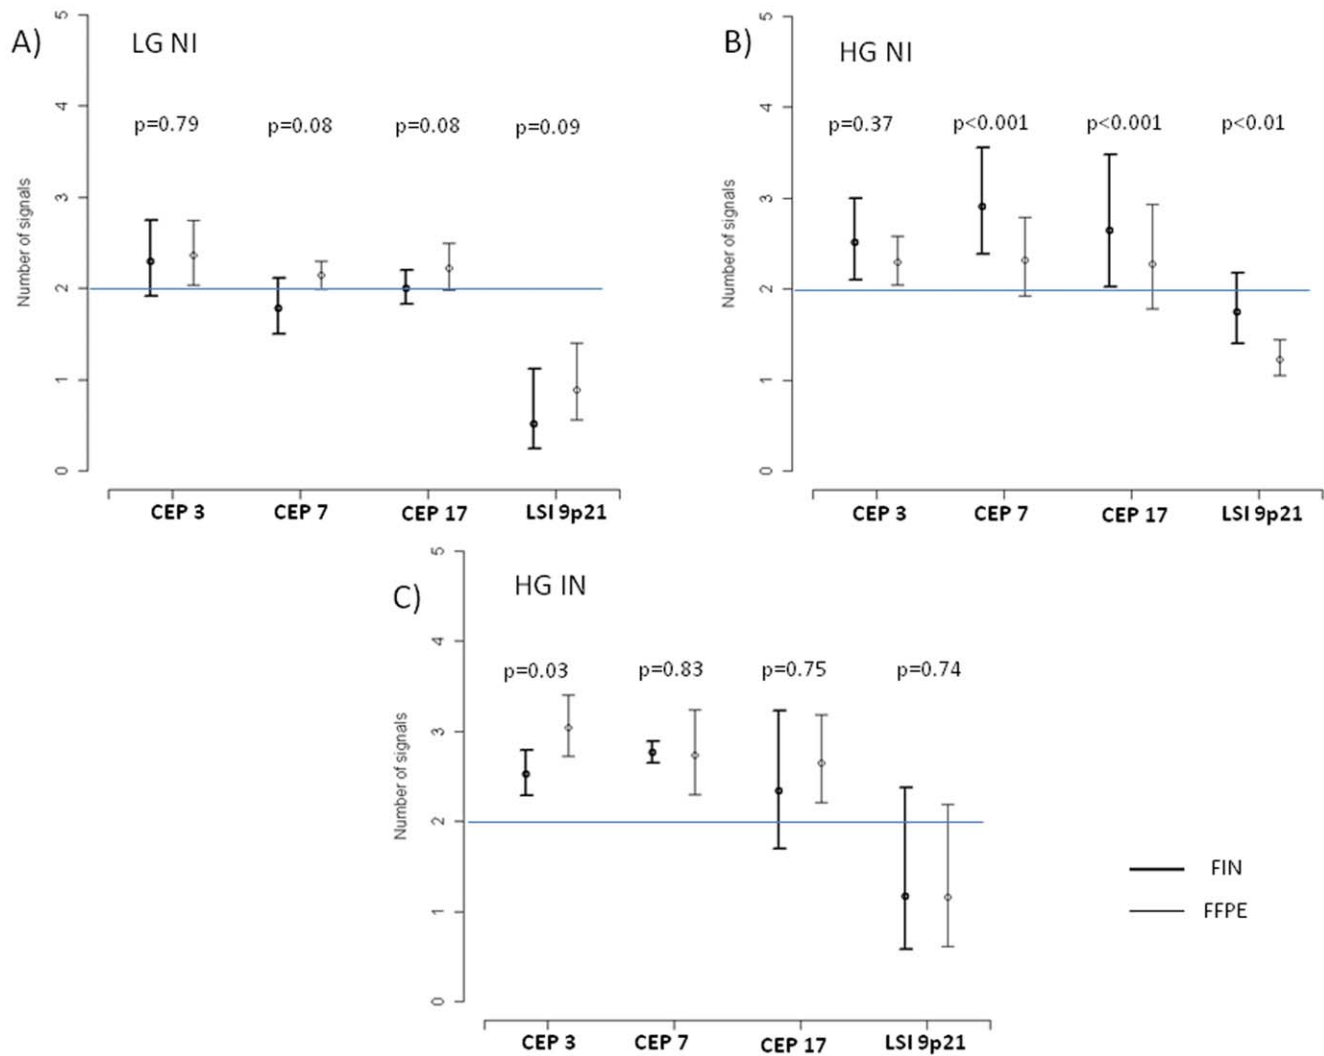 A)
LG NI
5
4
3
2
1
0
Number of signals
p=0.79
p=0.08
p=0.08
p=0.09
CEP 3
CEP 7
CEP 17
LSI 9p21
B)
HG NI
5
4
3
2
1
0
Number of signals
p=0.37
p<0.001
p<0.001
p<0.01
CEP 3
CEP 7
CEP 17
LSI 9p21
C)
HG IN
5
4
3
2
1
0
Number of signals
p=0.03
p=0.83
p=0.75
p=0.74
CEP 3
CEP 7
CEP 17
LSI 9p21
FIN
FFPE